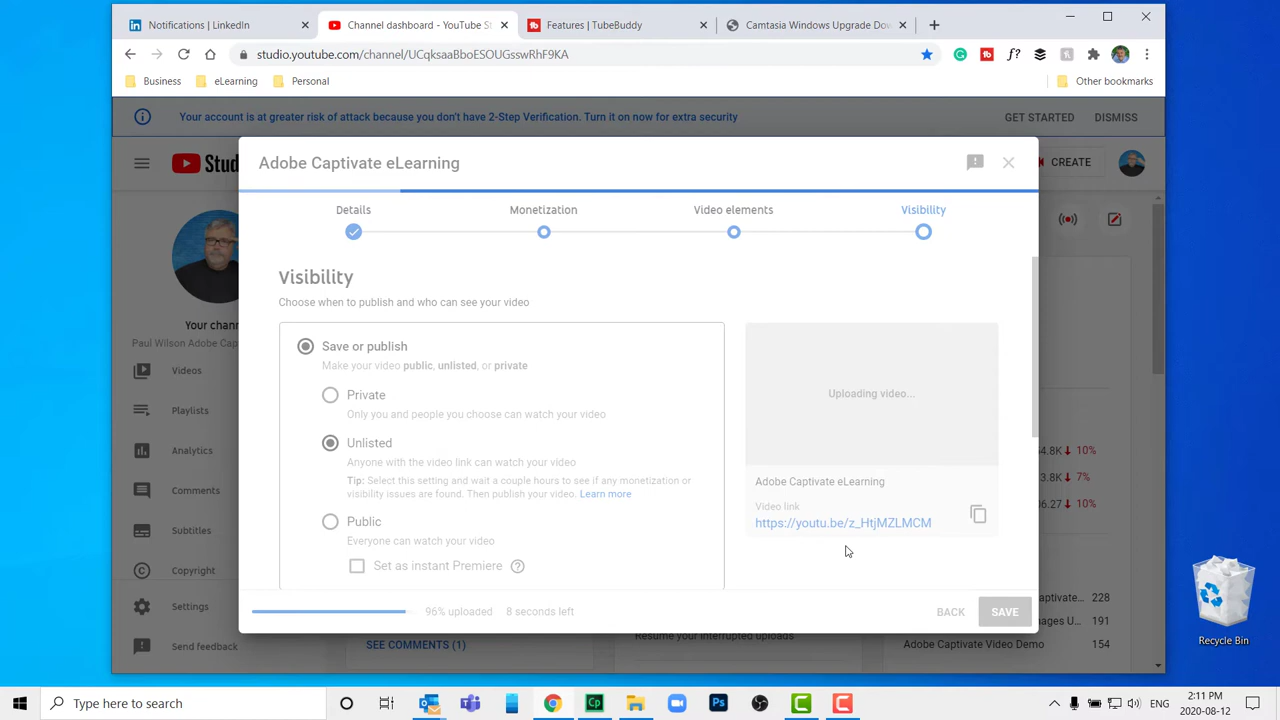 Notifications | LinkedIn
Channel dashboard - YouTube St
Features | TubeBuddy
Camtasia Windows Upgrade Dow
studio.youtube.com/channel/UCqksaaBboESOUGsswRhF9KA
Business
eLearning
Personal
Other bookmarks
Your account is at greater risk of attack because you don't have 2-Step Verification. Turn it on now for extra security
GET STARTED
DISMISS
Stud
Adobe Captivate eLearning
CREATE
Details
Monetization
Video elements
Visibility
Visibility
Choose when to publish and who can see your video
Your chann
Paul Wilson Adobe Cap
Videos
Playlists
Analytics
Comments
Subtitles
Copyright
Settings
Send feedback
Save or publish
Make your video public, unlisted, or private
Private
Only you and people you choose can watch your video
Unlisted
Anyone with the video link can watch your video
Tip: Select this setting and wait a couple hours to see if any monetization or
visibility issues are found. Then publish your video. Learn more
Public
Everyone can watch your video
Set as instant Premiere
Uploading video...
Adobe Captivate eLearning
Video link
https://youtu.be/z_HtjMZLMCM
54.8K 10%
3.8K 7%
06.27 10%
96% uploaded
8 seconds left
BACK
SAVE
SEE COMMENTS (1)
Resume your interrupted uploads
Captivate... 228
ages U... 191
Adobe Captivate Video Demo 154
Recycle Bin
Type here to search
ENG
2:11 PM
2020-08-12